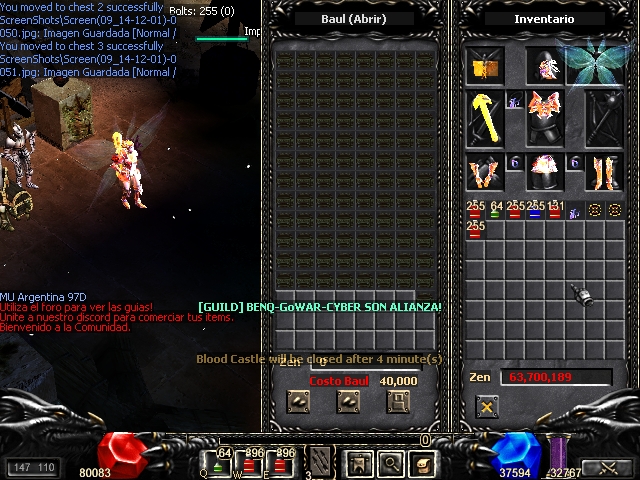 You moved to chest 2 successfully
Bolts: 255 (0)
ScreenShots\Screen(09_14-12-01)-0
050.jpg: Imagen Guardada [Normal /
You moved to chest 3 successfully
ScreenShots\Screen(09_14-12-01)-0
051.jpg: Imagen Guardada [Normal /
Baul (Abrir)
Inventario
6
6
255 64 255 255 131
255
MU Argentina 97D
Utiliza el foro para ver las guias!
Unite a nuestro discord para comerciar tus items.
Bienvenido a la Comunidad.
[GUILD] BENQ-GoWAR-CYBER SON ALIANZA!
Blood Castle will be closed after 4 minute(s)
Zen 0
Costo Baul 40,000
Zen 63,700,189
0
147 110
80083
64 896 896
Q W E
37594
-32767